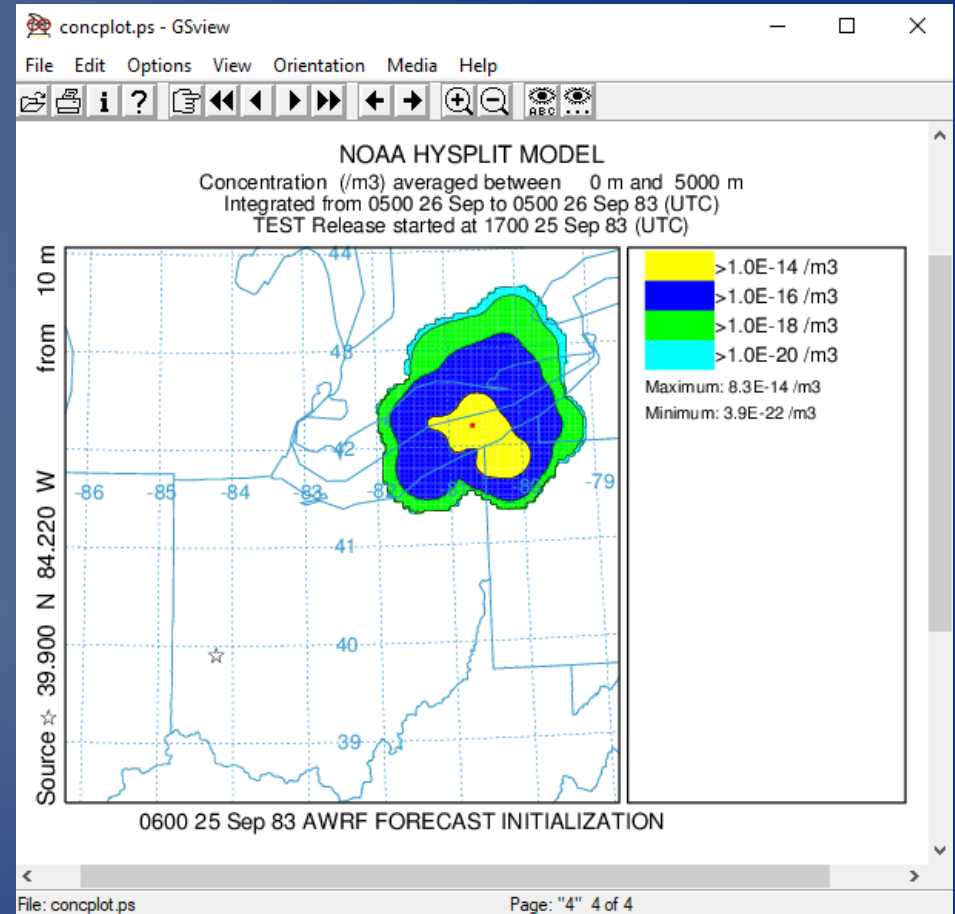 concplot.ps - GSview
File Edit Options View Orientation Media Help
i ? ABC
NOAA HYSPLIT MODEL
Concentration (/m3) averaged between 0 m and 5000 m
Integrated from 0500 26 Sep to 0500 26 Sep 83 (UTC)
TEST Release started at 1700 25 Sep 83 (UTC)
Source ☆ 39.900 N 84.220 W from 10 m
44
43
42
-86 -85 -84 -83 -79
41
40
39
>1.0E-14 /m3
>1.0E-16 /m3
>1.0E-18 /m3
>1.0E-20 /m3
Maximum: 8.3E-14 /m3
Minimum: 3.9E-22 /m3
0600 25 Sep 83 AWRF FORECAST INITIALIZATION
File: concplot.ps Page: "4" 4 of 4